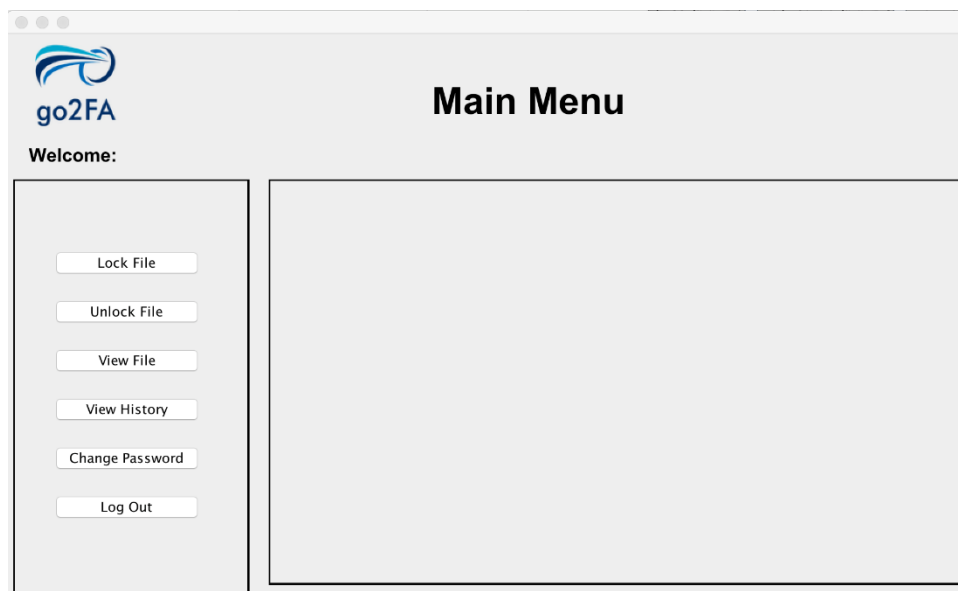 go2FA
Main Menu
Welcome:
Lock File
Unlock File
View File
View History
Change Password
Log Out